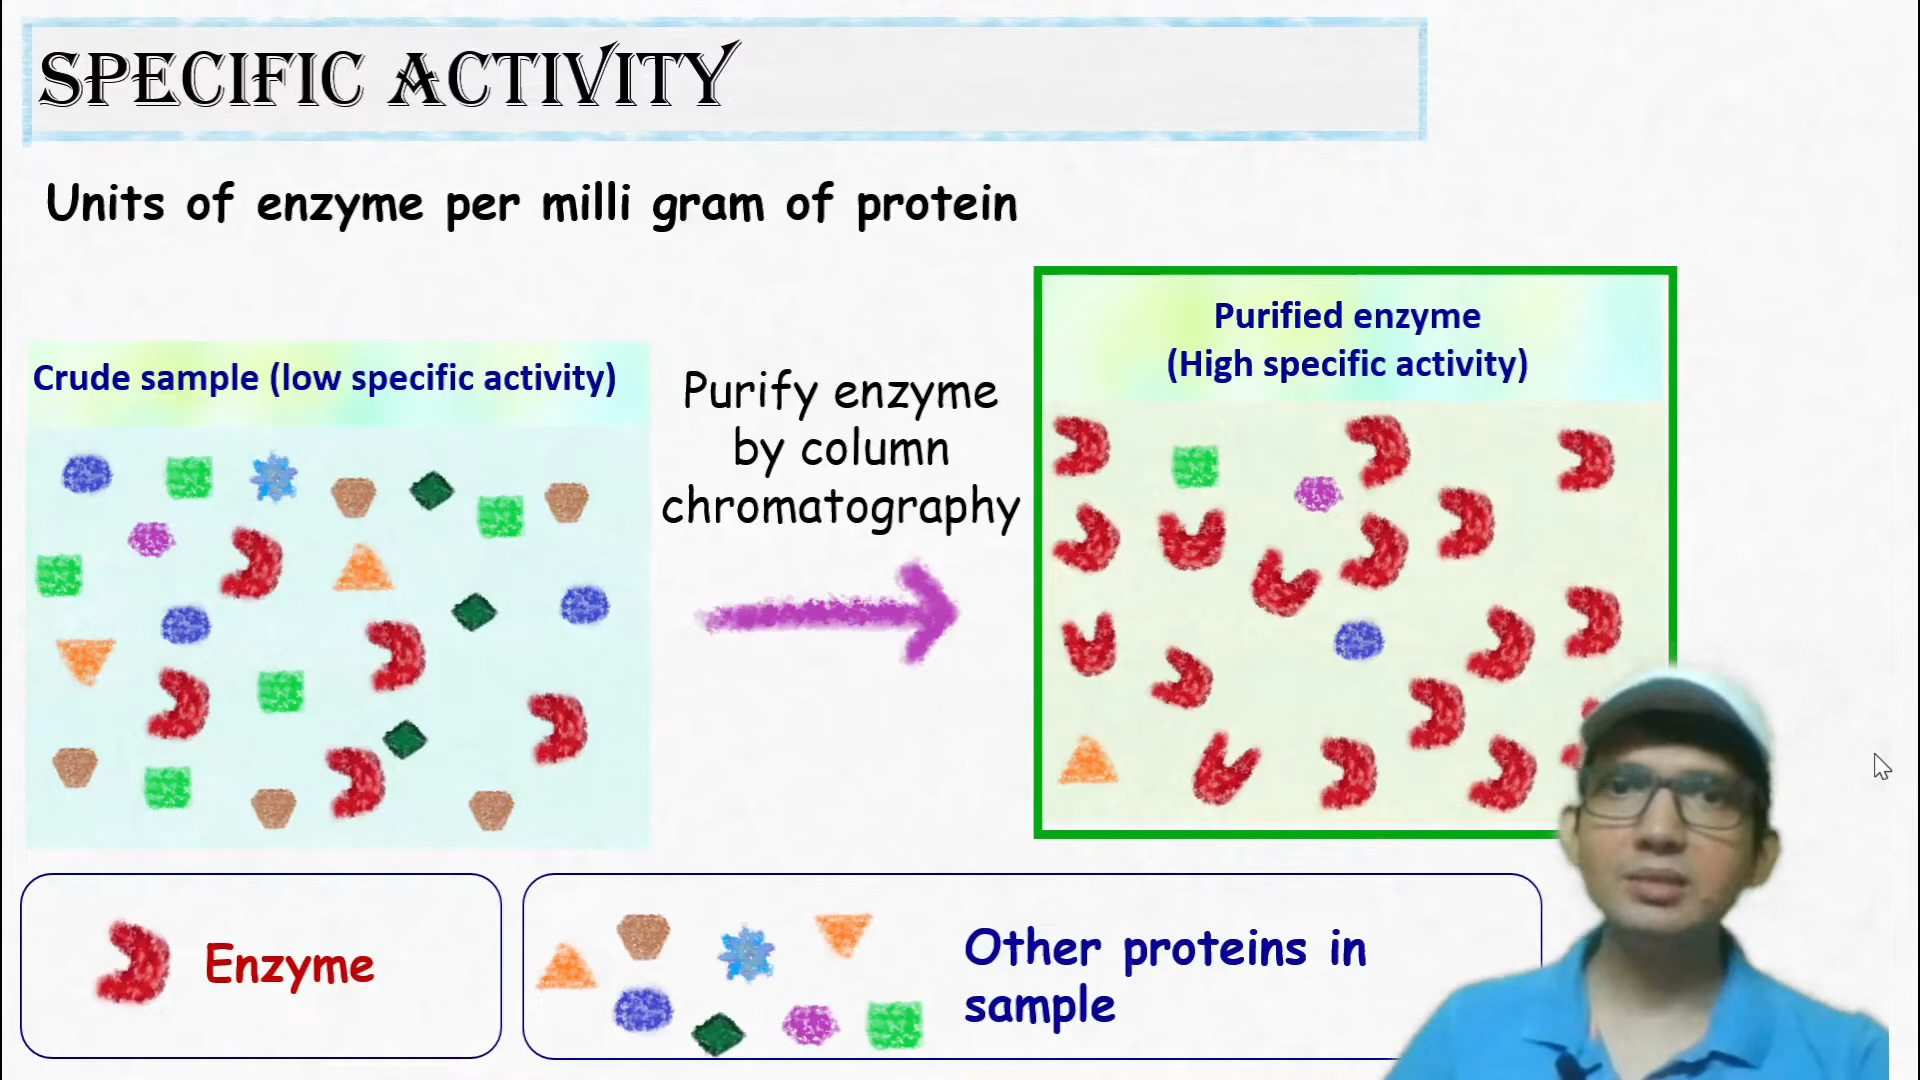 SPECIFIC ACTIVITY
Units of enzyme per milli gram of protein
Crude sample (low specific activity)
Purify enzyme
by column
chromatography
Purified enzyme
(High specific activity)
Enzyme
Other proteins in
sample